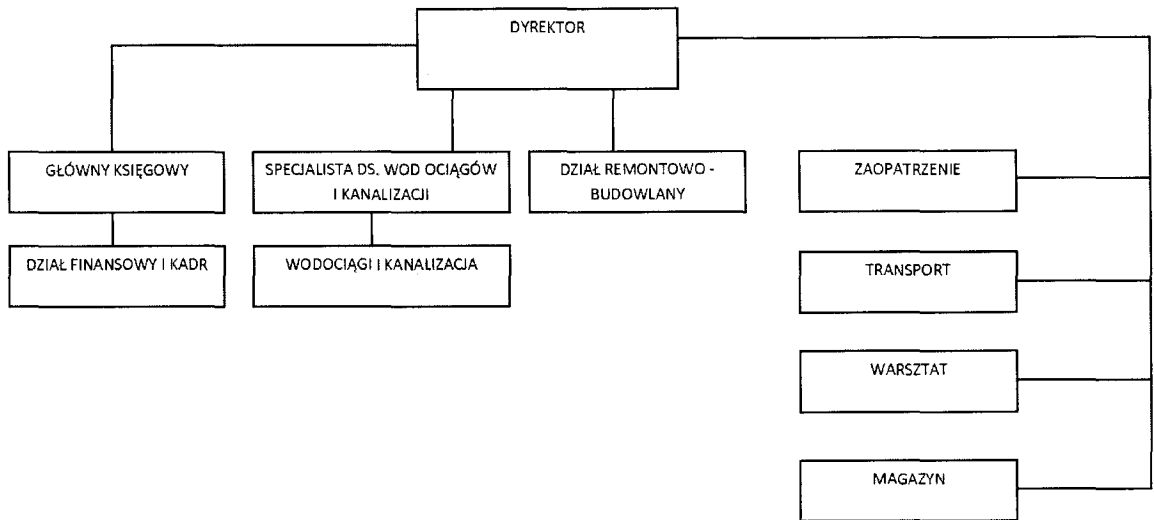 DYREKTOR
GŁÓWNY KSIĘGOWY
SPECJALISTA DS. WOD OCIĄGÓW
I KANALIZACJI
DZIAŁ REMONTOWO -
BUDOWLANY
ZAOPATRZENIE
DZIAŁ FINANSOWY I KADR
WODOCIĄGI I KANALIZACJA
TRANSPORT
WARSZTAT
MAGAZYN